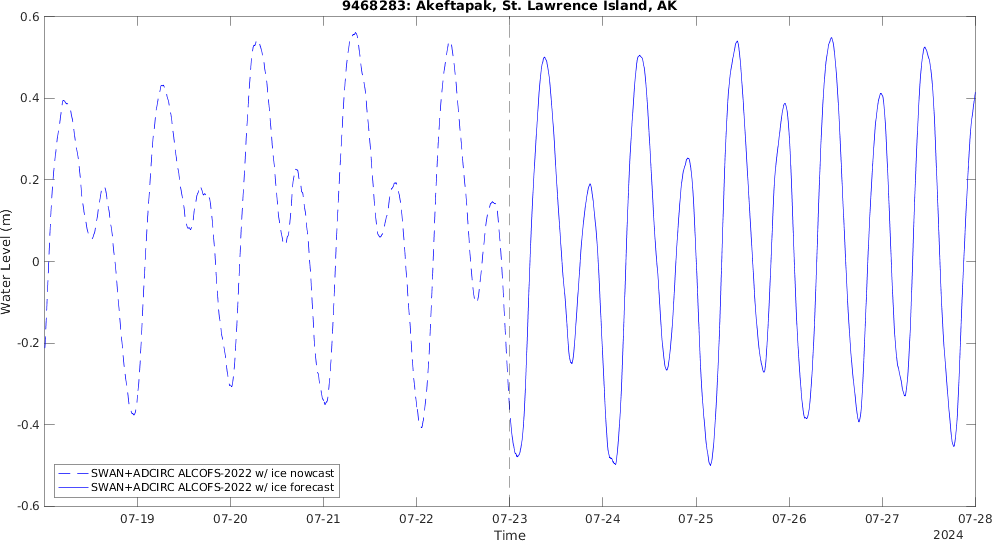 9468283: Akeftapak, St. Lawrence Island, AK
0.6
0.4
0.2
0
-0.2
-0.4
-0.6
Water Level (m)
SWAN+ADCIRC ALCOFS-2022 w/ ice nowcast
SWAN+ADCIRC ALCOFS-2022 w/ ice forecast
07-19 07-20 07-21 07-22 07-23 07-24 07-25 07-26 07-27 07-28
Time
2024